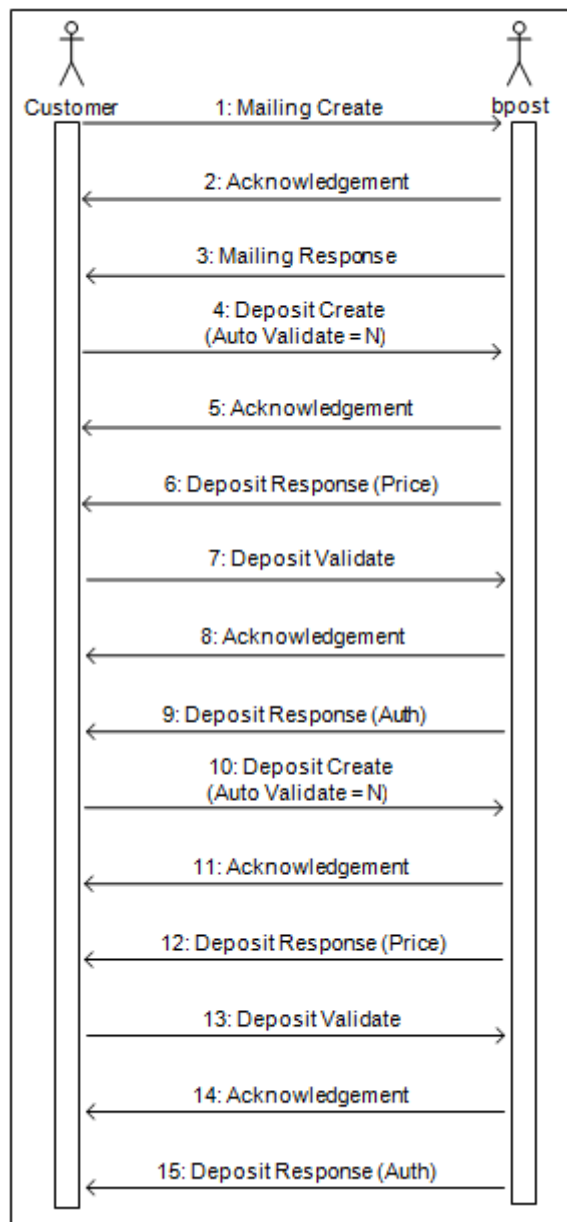 Customer
bpost
1: Mailing Create
2: Acknowledgement
3: Mailing Response
4: Deposit Create
(Auto Validate = N)
5: Acknowledgement
6: Deposit Response (Price)
7: Deposit Validate
8: Acknowledgement
9: Deposit Response (Auth)
10: Deposit Create
(Auto Validate = N)
11: Acknowledgement
12: Deposit Response (Price)
13: Deposit Validate
14: Acknowledgement
15: Deposit Response (Auth)